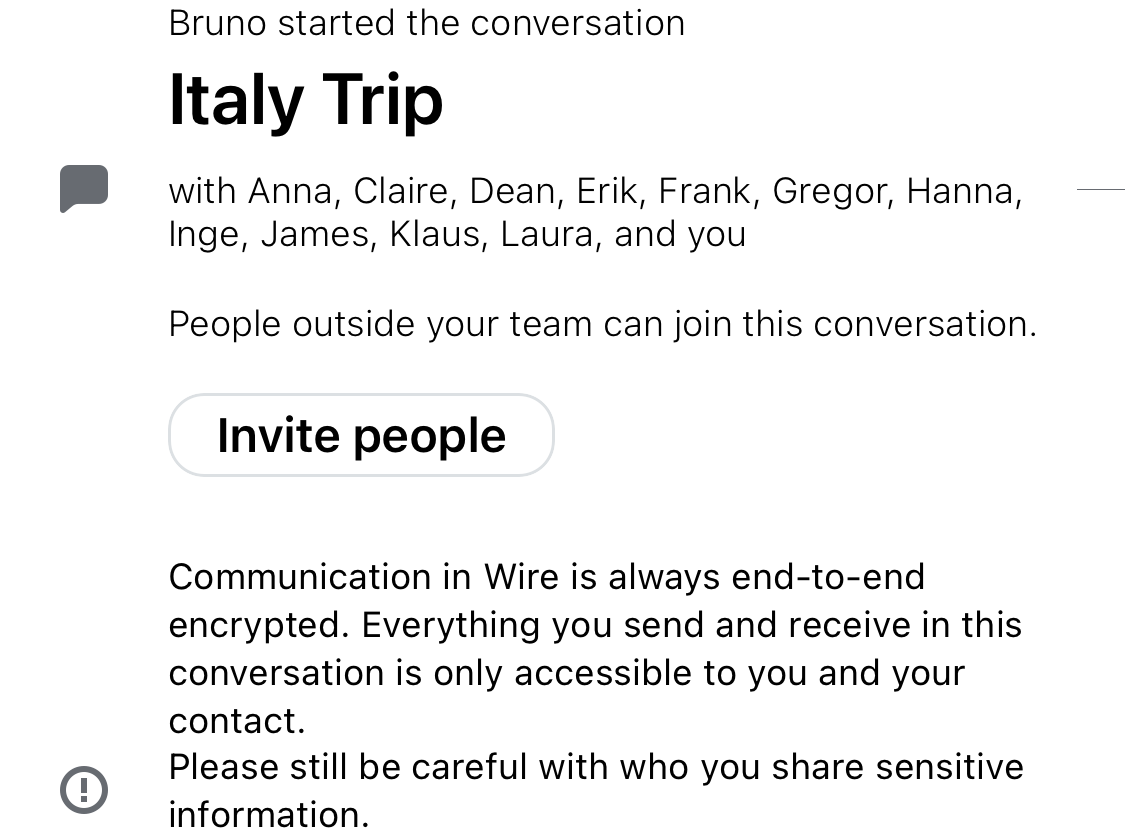 Bruno started the conversation
Italy Trip
with Anna, Claire, Dean, Erik, Frank, Gregor, Hanna,
Inge, James, Klaus, Laura, and you
People outside your team can join this conversation.
Invite people
Communication in Wire is always end-to-end
encrypted. Everything you send and receive in this
conversation is only accessible to you and your
contact.
Please still be careful with who you share sensitive
information.